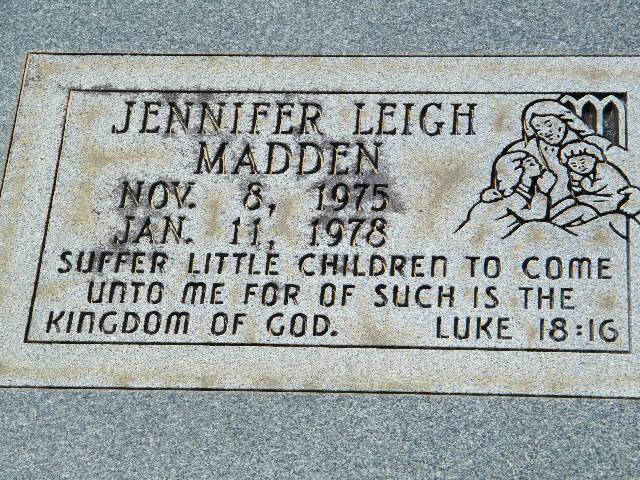 JENNIFER LEIGH
MADDEN
NOV. 8, 1975
JAN. 11, 1978
SUFFER LITTLE CHILDREN TO COME
UNTO ME FOR OF SUCH IS THE
KINGDOM OF GOD. LUKE 18:16